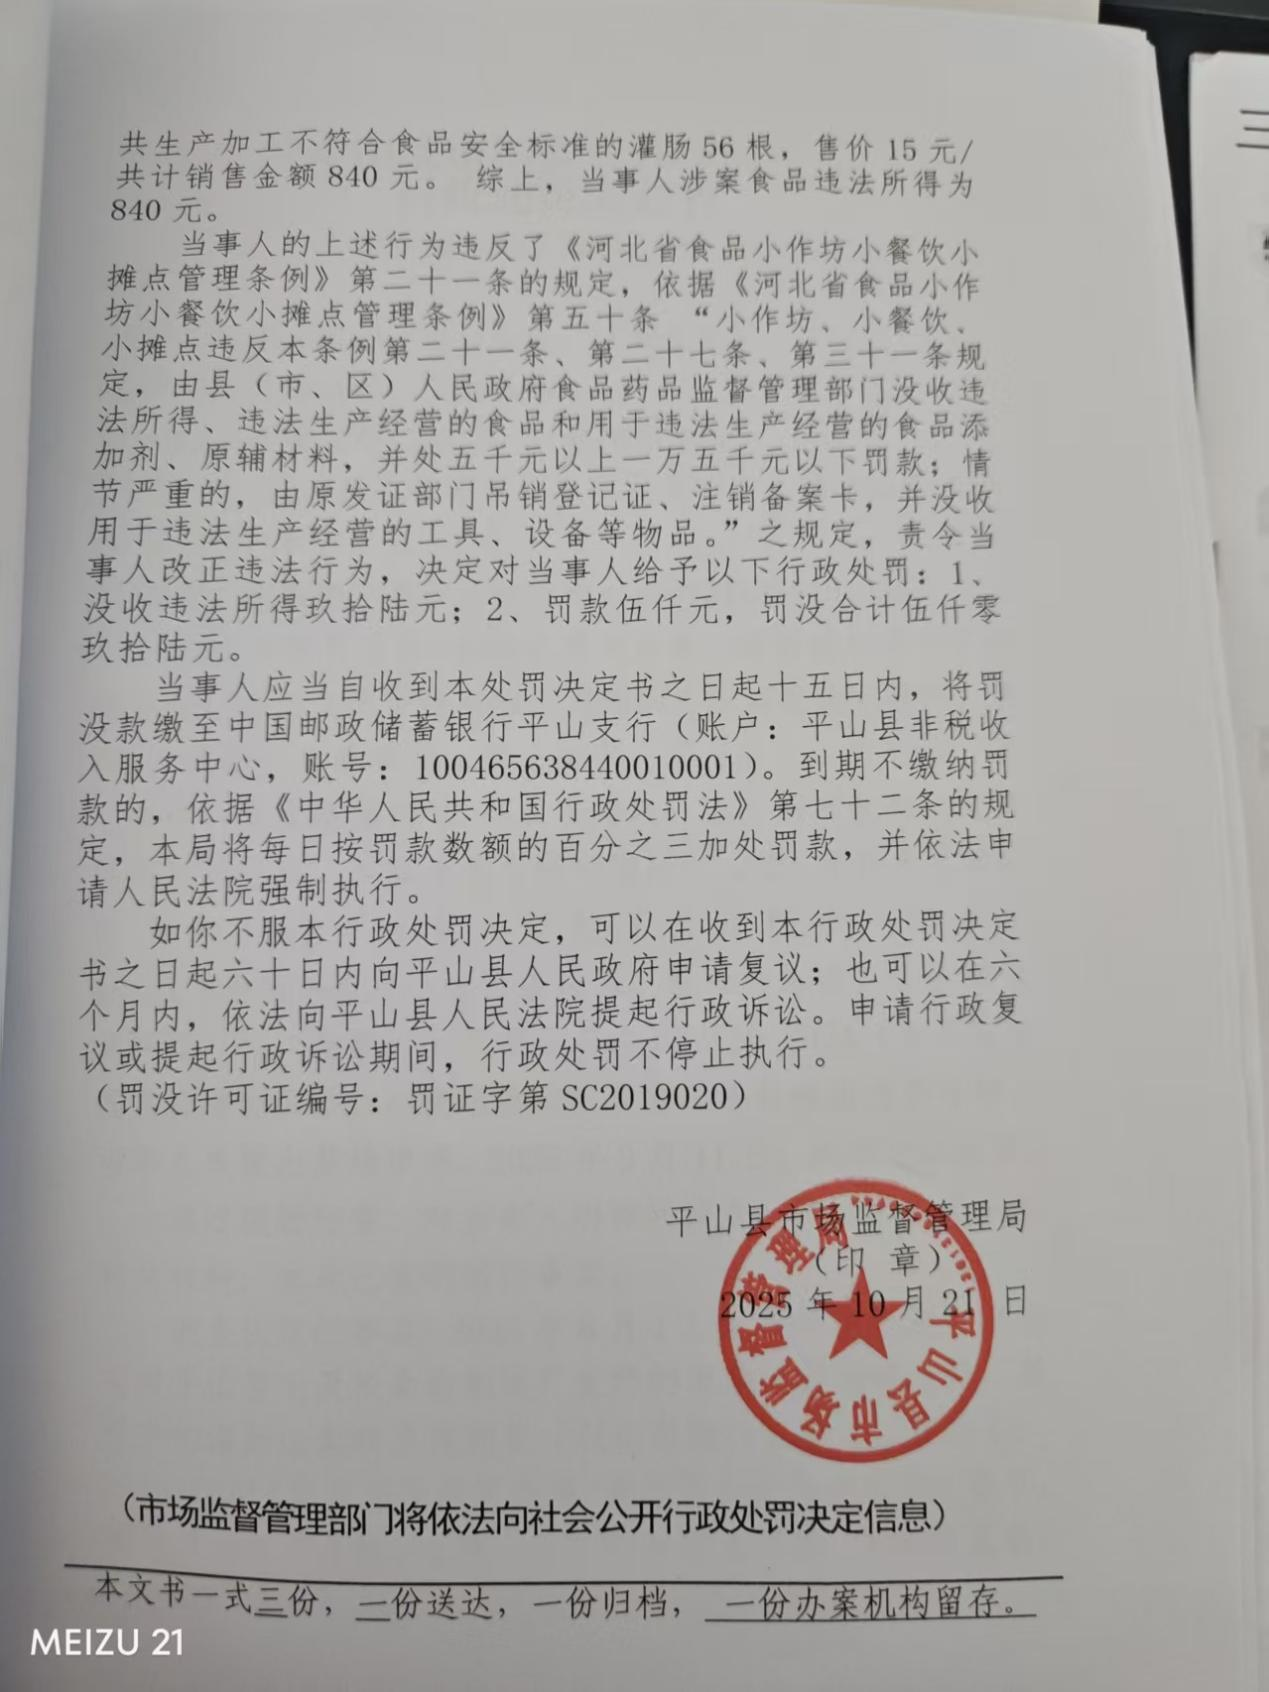 共生产加工不符合食品安全标准的灌肠 56 根，售价 15 元/
共计销售金额 840 元。 综上，当事人涉案食品违法所得为
840 元。
当事人的上述行为违反了《河北省食品小作坊小餐饮小
摊点管理条例》第二十一条的规定，依据《河北省食品小作
坊小餐饮小摊点管理条例》第五十条 “小作坊、小餐饮、
小摊点违反本条例第二十一条、第二十七条、第三十一条规
定，由县（市、区）人民政府食品药品监督管理部门没收违
法所得、违法生产经营的食品和用于违法生产经营的食品添
加剂、原辅材料，并处五千元以上一万五千元以下罚款；情
节严重的，由原发证部门吊销登记证、注销备案卡，并没收
用于违法生产经营的工具、设备等物品。”之规定，责令当
事人改正违法行为，决定对当事人给予以下行政处罚：1、
没收违法所得玖拾陆元；2、罚款伍仟元，罚没合计伍仟零
玖拾陆元。
当事人应当自收到本处罚决定书之日起十五日内，将罚
没款缴至中国邮政储蓄银行平山支行（账户：平山县非税收
入服务中心，账号：100465638440010001）。到期不缴纳罚
款的，依据《中华人民共和国行政处罚法》第七十二条的规
定，本局将每日按罚款数额的百分之三加处罚款，并依法申
请人民法院强制执行。
如你不服本行政处罚决定，可以在收到本行政处罚决定
书之日起六十日内向平山县人民政府申请复议；也可以在六
个月内，依法向平山县人民法院提起行政诉讼。申请行政复
议或提起行政诉讼期间，行政处罚不停止执行。
（罚没许可证编号：罚证字第 SC2019020）
平山县市场监督管理局
（印 章）
2025 年 10 月 21 日
平山县市场监督管理局
（市场监督管理部门将依法向社会公开行政处罚决定信息）
本文书一式三份，一份送达，一份归档， 一份办案机构留存。
MEIZU 21